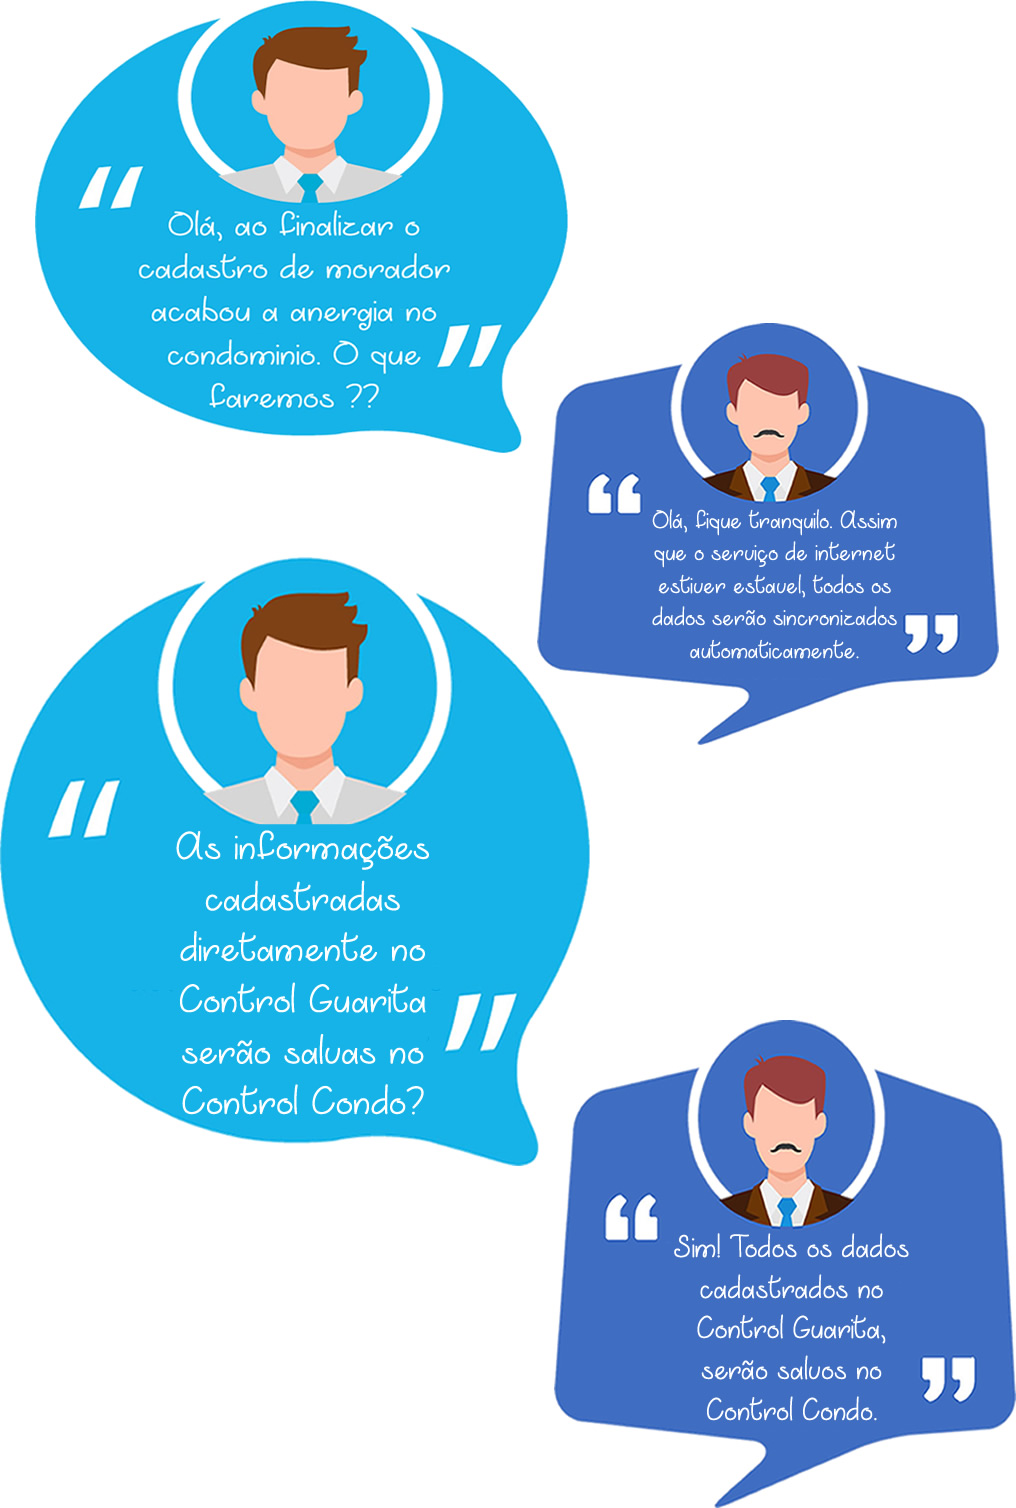 Olá, ao finalizar o
cadastro de morador
acabou a anergia no
condominio. O que
faremos ??
Olá, fique tranquilo. Assim
que o serviço de internet
estiver estavel, todos os
dados serão sincronizados
automaticamente.
As informações
cadastradas
diretamente no
Control Guarita
serão salvas no
Control Condo?
Sim! Todos os dados
cadastrados no
Control Guarita,
serão salvos no
Control Condo.